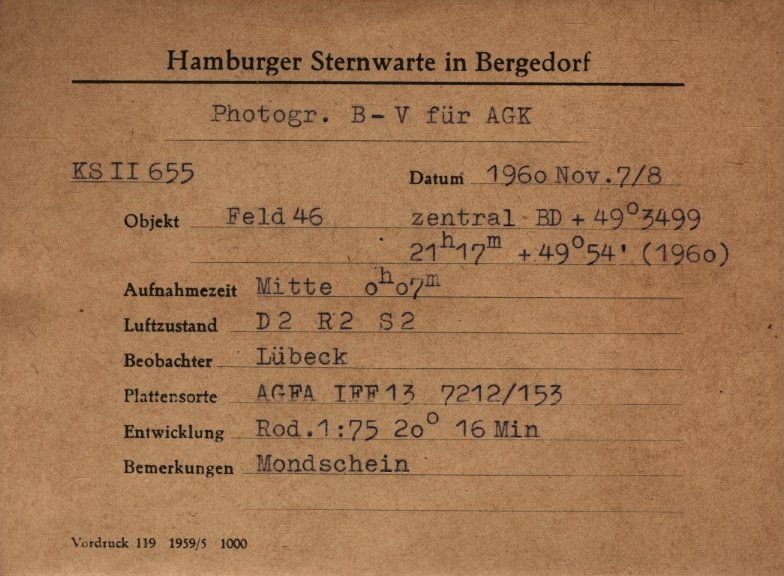 Hamburger Sternwarte in Bergedorf
Photogr. B-V für AGK
KS II 655 Datum 1960 Nov. 7/8
Objekt Feld 46 zentral BD + 49° 3499
21ʰ17ᵐ +49°54' (1960)
Aufnahmezeit Mitte 0ʰ07ᵐ
Luftzustand D2 R2 S2
Beobachter Lübeck
Plattensorte AGFA IFF 13 7212/153
Entwicklung Rod. 1:75 20° 16 Min
Bemerkungen Mondschein
Vordruck 119 1959/5 1000